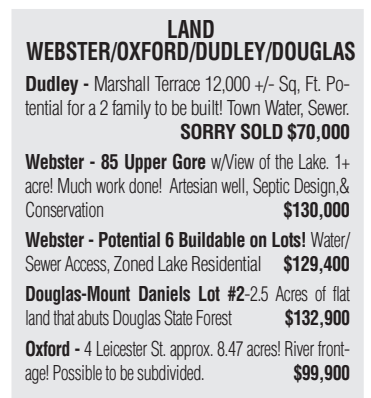 LAND
WEBSTER/OXFORD/DUDLEY/DOUGLAS
Dudley - Marshall Terrace 12,000 +/- Sq, Ft. Po-
tential for a 2 family to be built! Town Water, Sewer.
SORRY SOLD $70,000
Webster - 85 Upper Gore w/View of the Lake. 1+
acre! Much work done! Artesian well, Septic Design,&
Conservation $130,000
Webster - Potential 6 Buildable on Lots! Water/
Sewer Access, Zoned Lake Residential $129,400
Douglas-Mount Daniels Lot #2-2.5 Acres of flat
land that abuts Douglas State Forest $132,900
Oxford - 4 Leicester St. approx. 8.47 acres! River front-
age! Possible to be subdivided. $99,900